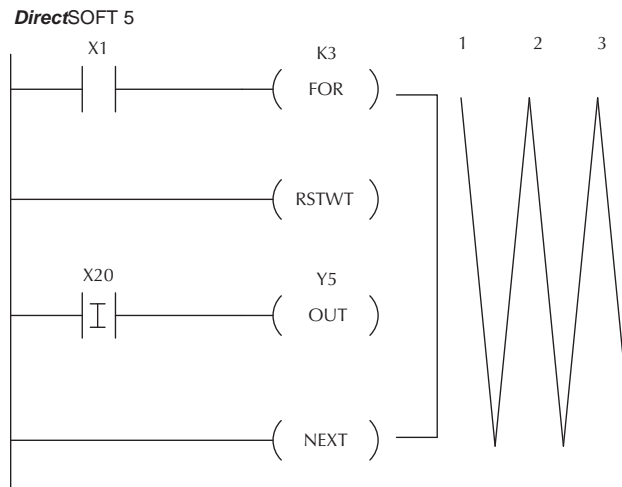 DirectSOFT 5
X1
K3
FOR
1 2 3
RSTWT
X20
I
Y5
OUT
NEXT